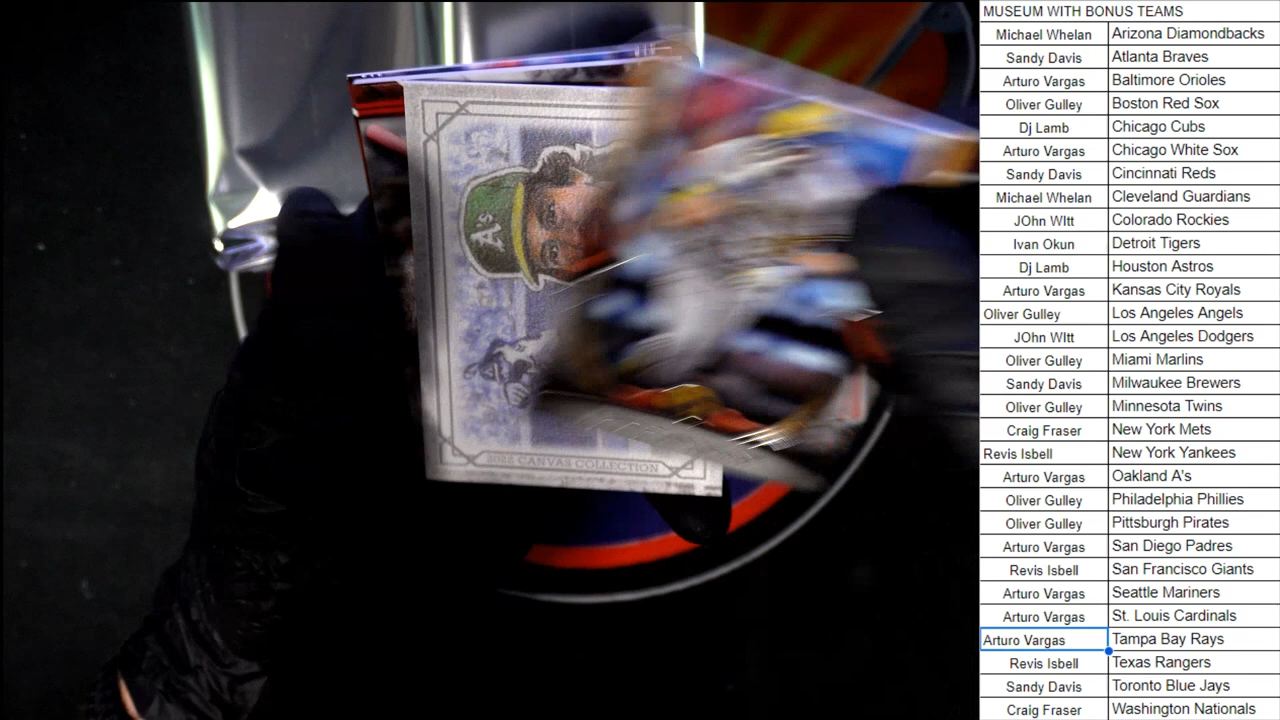 MUSEUM WITH BONUS TEAMS
Michael Whelan Arizona Diamondbacks
Sandy Davis Atlanta Braves
Arturo Vargas Baltimore Orioles
Oliver Gulley Boston Red Sox
Dj Lamb Chicago Cubs
Arturo Vargas Chicago White Sox
Sandy Davis Cincinnati Reds
Michael Whelan Cleveland Guardians
JOhn WItt Colorado Rockies
Ivan Okun Detroit Tigers
Dj Lamb Houston Astros
Arturo Vargas Kansas City Royals
Oliver Gulley Los Angeles Angels
JOhn WItt Los Angeles Dodgers
Oliver Gulley Miami Marlins
Sandy Davis Milwaukee Brewers
Oliver Gulley Minnesota Twins
Craig Fraser New York Mets
Revis Isbell New York Yankees
Arturo Vargas Oakland A's
Oliver Gulley Philadelphia Phillies
Oliver Gulley Pittsburgh Pirates
Arturo Vargas San Diego Padres
Revis Isbell San Francisco Giants
Arturo Vargas Seattle Mariners
Arturo Vargas St. Louis Cardinals
Arturo Vargas Tampa Bay Rays
Revis Isbell Texas Rangers
Sandy Davis Toronto Blue Jays
Craig Fraser Washington Nationals
A's
2022 CANVAS COLLECTION